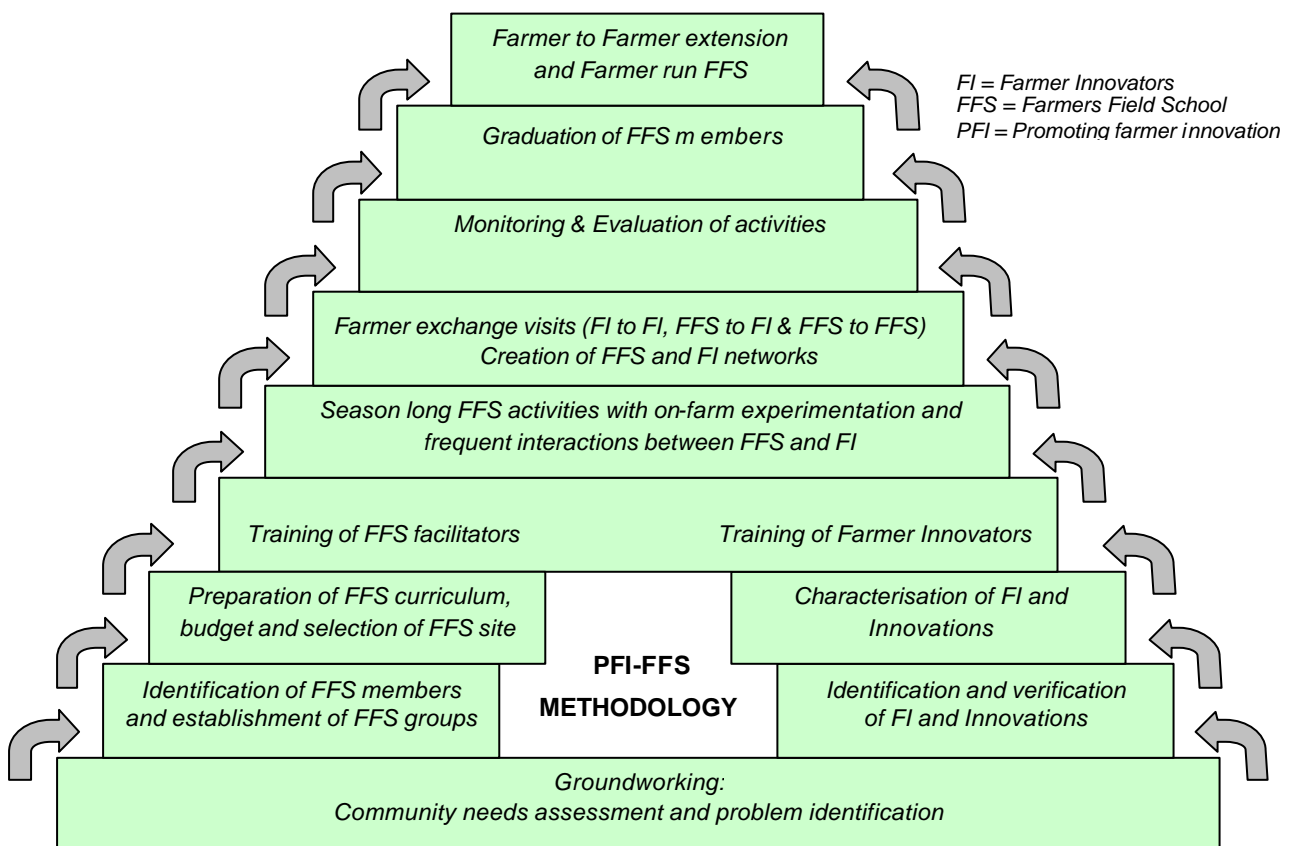 Farmer to Farmer extension
and Farmer run FFS
FI = Farmer Innovators
FFS = Farmers Field School
PFI = Promoting farmer innovation
Graduation of FFS m embers
Monitoring & Evaluation of activities
Farmer exchange visits (FI to FI, FFS to FI & FFS to FFS)
Creation of FFS and FI networks
Season long FFS activities with on-farm experimentation and
frequent interactions between FFS and FI
Training of FFS facilitators
Training of Farmer Innovators
Preparation of FFS curriculum,
budget and selection of FFS site
Characterisation of FI and
Innovations
PFI-FFS
METHODOLOGY
Identification of FFS members
and establishment of FFS groups
Identification and verification
of FI and Innovations
Groundworking:
Community needs assessment and problem identification